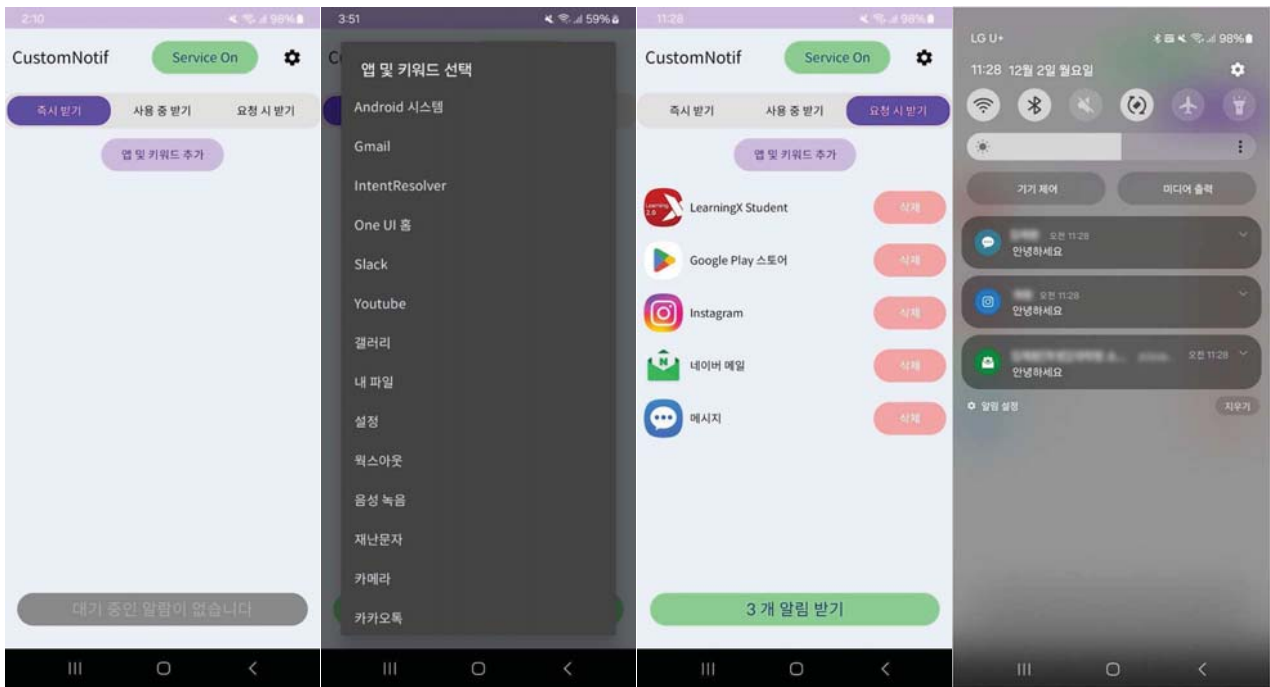 2:10
98%
CustomNotif
Service On
즉시 받기
사용 중 받기
요청 시 받기
앱 및 키워드 추가
대기 중인 알람이 없습니다
3:51
59%
앱 및 키워드 선택
Android 시스템
Gmail
IntentResolver
One UI 홈
Slack
Youtube
갤러리
내 파일
설정
웍스아웃
음성 녹음
재난문자
카메라
카카오톡
11:28
98%
CustomNotif
Service On
즉시 받기
사용 중 받기
요청 시 받기
앱 및 키워드 추가
LearningX Student
삭제
Google Play 스토어
삭제
Instagram
삭제
네이버 메일
삭제
메시지
삭제
3 개 알림 받기
LG U+
98%
11:28 12월 2일 월요일
기기 제어
미디어 출력
오전 11:28
안녕하세요
오전 11:28
안녕하세요
오전 11:28
안녕하세요
알림 설정
지우기